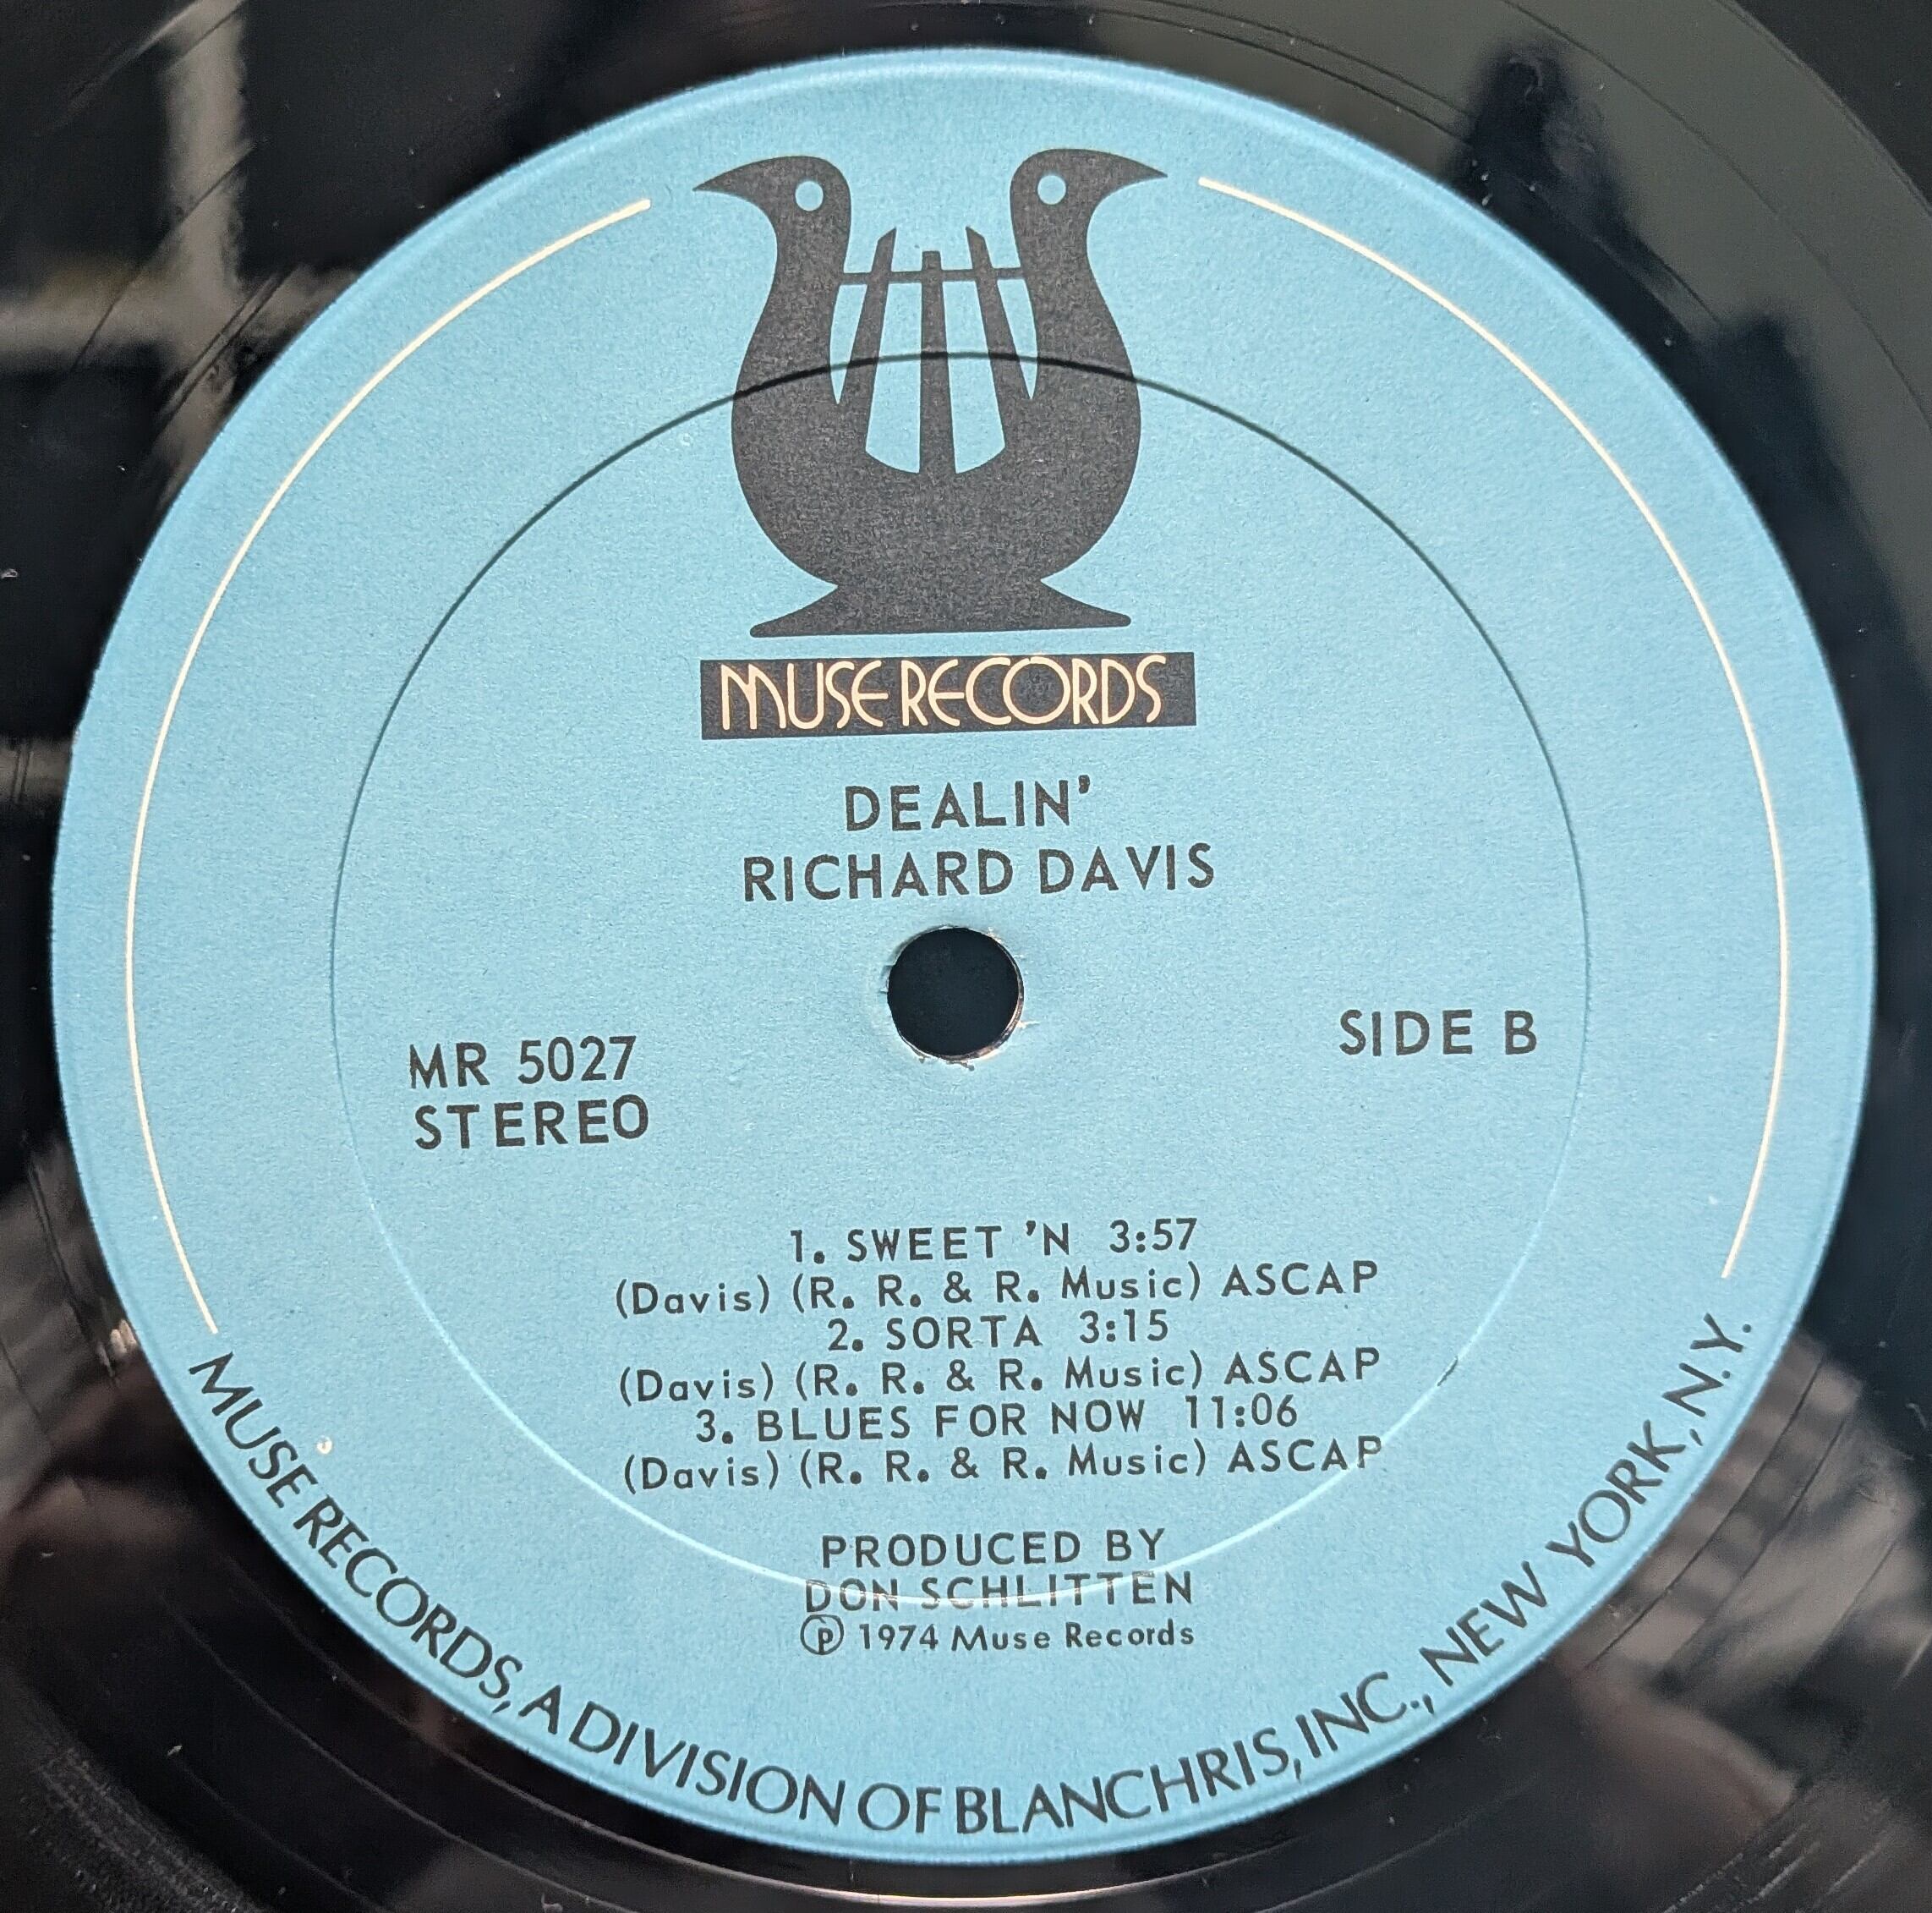 MUSE RECORDS
DEALIN'
RICHARD DAVIS
MR 5027
STEREO
SIDE B
1. SWEET 'N 3:57
(Davis) (R. R. & R. Music) ASCAP
2. SORTA 3:15
(Davis) (R. R. & R. Music) ASCAP
3. BLUES FOR NOW 11:06
(Davis) (R. R. & R. Music) ASCAP
PRODUCED BY
DON SCHLITTEN
℗ 1974 Muse Records
MUSE RECORDS, A DIVISION OF BLANCHRIS, INC., NEW YORK, N.Y.